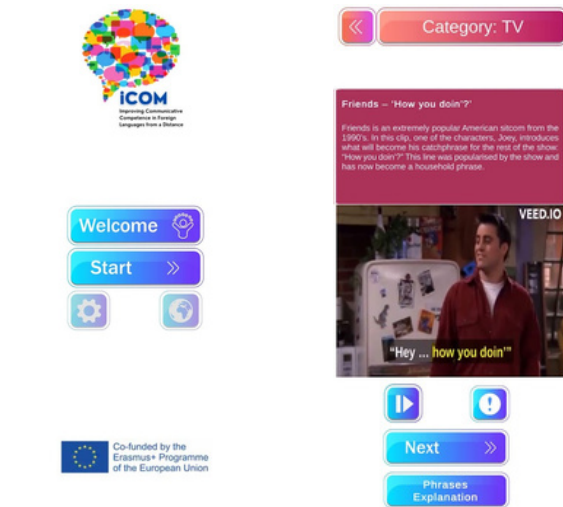 iCOM
Improving Communicative
Competence in Foreign
Languages from a Distance
Welcome
Start
Co-funded by the
Erasmus+ Programme
of the European Union
Category: TV
Friends – 'How you doin'?'
Friends is an extremely popular American sitcom from the
1990's. In this clip, one of the characters, Joey, introduces
what will become his catchphrase for the rest of the show:
"How you doin'?" This line was popularised by the show and
has now become a household phrase.
VEED.IO
"Hey ... how you doin'"
Next
Phrases
Explanation